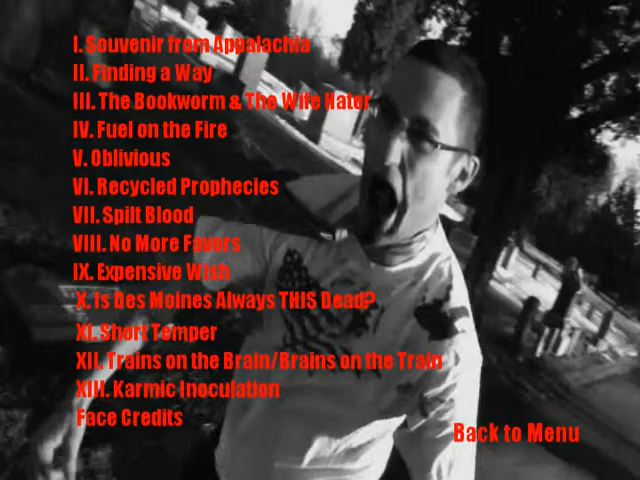 I. Souvenir from Appalachia
II. Finding a Way
III. The Bookworm & The Wife Hater
IV. Fuel on the Fire
V. Oblivious
VI. Recycled Prophecies
VII. Spilt Blood
VIII. No More Favors
IX. Expensive Wish
X. Is Des Moines Always THIS Dead?
XI. Short Temper
XII. Trains on the Brain/Brains on the Train
XIII. Karmic Inoculation
Face Credits
Back to Menu